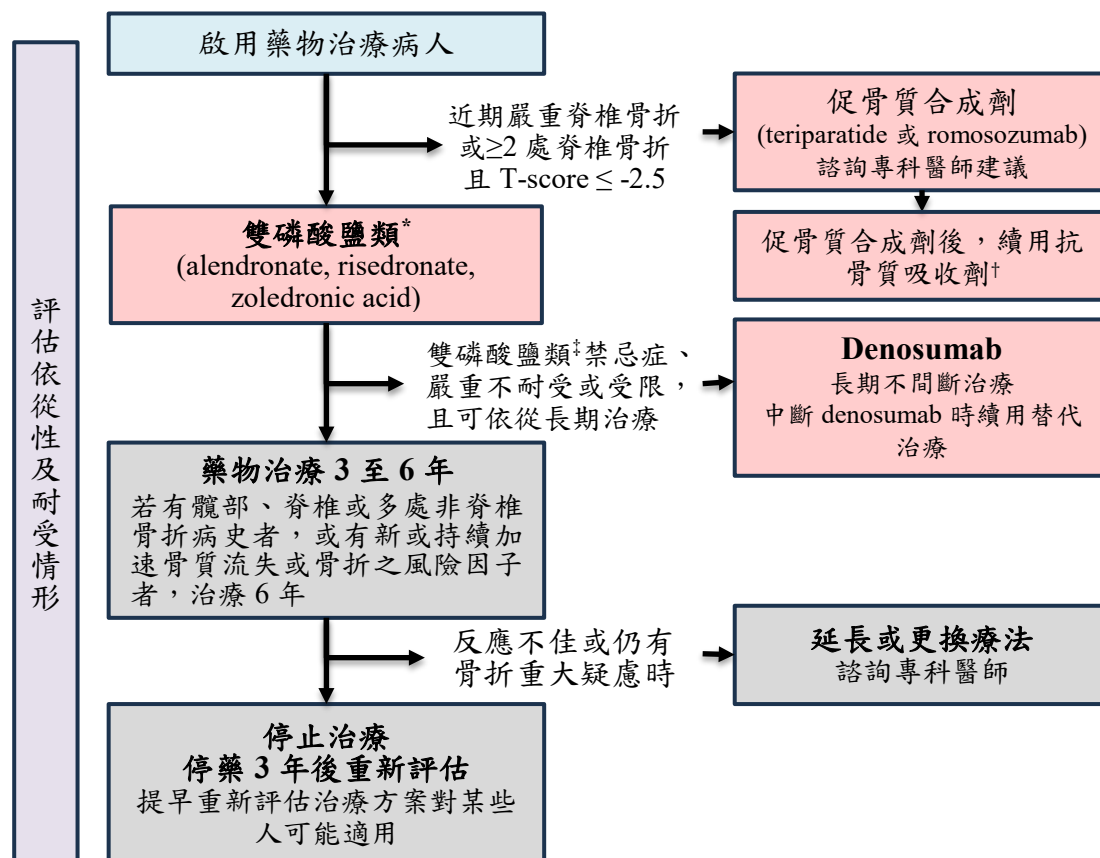 評估依從性及耐受情形
啟用藥物治療病人
近期嚴重脊椎骨折
或≥2 處脊椎骨折
且 T-score ≤ -2.5
促骨質合成劑
(teriparatide 或 romosozumab)
諮詢專科醫師建議
促骨質合成劑後，續用抗
骨質吸收劑†
雙磷酸鹽類*
(alendronate, risedronate,
zoledronic acid)
雙磷酸鹽類‡禁忌症、
嚴重不耐受或受限，
且可依從長期治療
Denosumab
長期不間斷治療
中斷 denosumab 時續用替代
治療
藥物治療 3 至 6 年
若有髖部、脊椎或多處非脊椎
骨折病史者，或有新或持續加
速骨質流失或骨折之風險因子
者，治療 6 年
反應不佳或仍有
骨折重大疑慮時
延長或更換療法
諮詢專科醫師
停止治療
停藥 3 年後重新評估
提早重新評估治療方案對某些
人可能適用